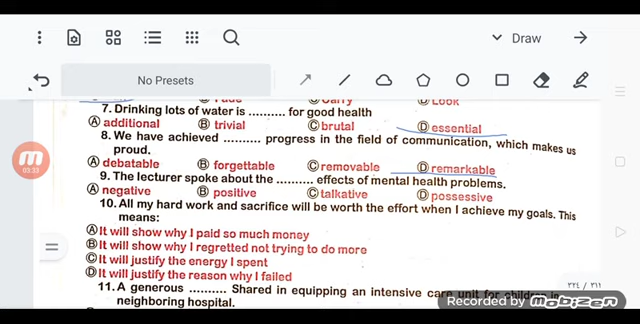 Draw
No Presets
Ⓒ Carry Ⓓ Look
7. Drinking lots of water is .......... for good health
Ⓐ additional Ⓑ trivial Ⓒ brutal Ⓓ essential
8. We have achieved .......... progress in the field of communication, which makes us
proud.
Ⓐ debatable Ⓑ forgettable Ⓒ removable Ⓓ remarkable
03:33
9. The lecturer spoke about the .......... effects of mental health problems.
Ⓐ negative Ⓑ positive Ⓒ talkative Ⓓ possessive
10. All my hard work and sacrifice will be worth the effort when I achieve my goals. This
means:
Ⓐ It will show why I paid so much money
Ⓑ It will show why I regretted not trying to do more
Ⓒ It will justify the energy I spent
Ⓓ It will justify the reason why I failed
٢٢٤ / ٣١١
11. A generous .......... Shared in equipping an intensive care unit for children in
neighboring hospital.
Recorded by mobizen